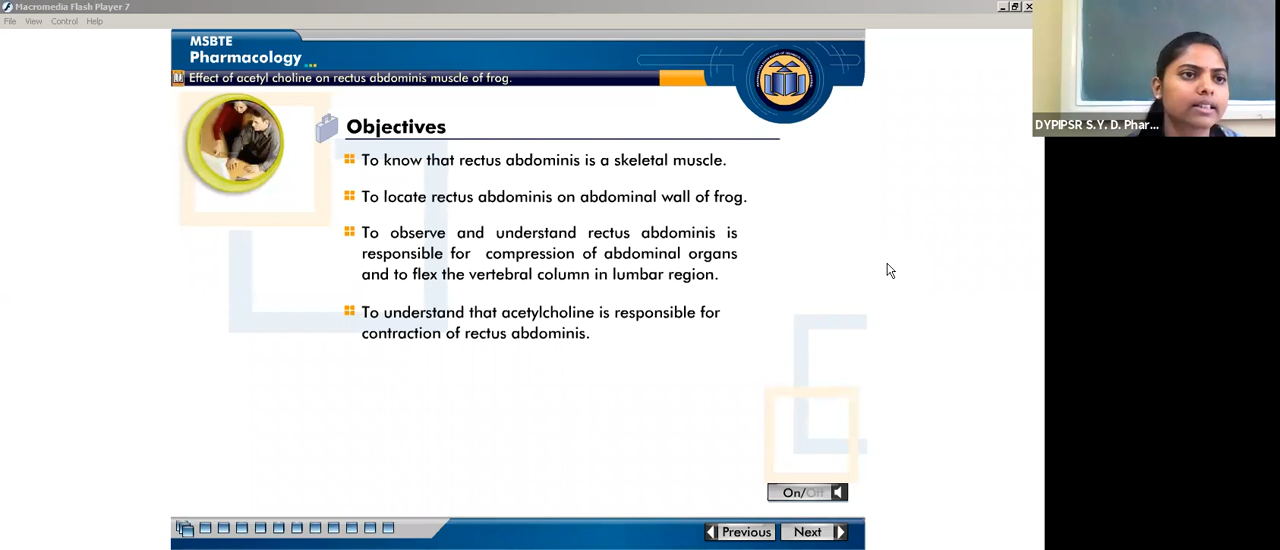 Macromedia Flash Player 7
File View Control Help
MSBTE
Pharmacology
Effect of acetyl choline on rectus abdominis muscle of frog.
Objectives
To know that rectus abdominis is a skeletal muscle.
To locate rectus abdominis on abdominal wall of frog.
To observe and understand rectus abdominis is
responsible for compression of abdominal organs
and to flex the vertebral column in lumbar region.
To understand that acetylcholine is responsible for
contraction of rectus abdominis.
DYPIPSR S.Y. D. Phar...
On/Off
Previous Next